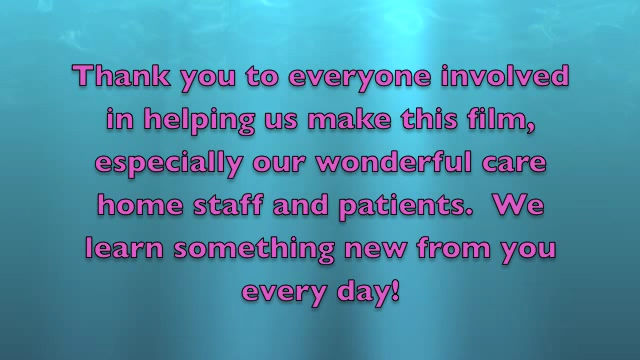 Thank you to everyone involved
in helping us make this film,
especially our wonderful care
home staff and patients.  We
learn something new from you
every day!